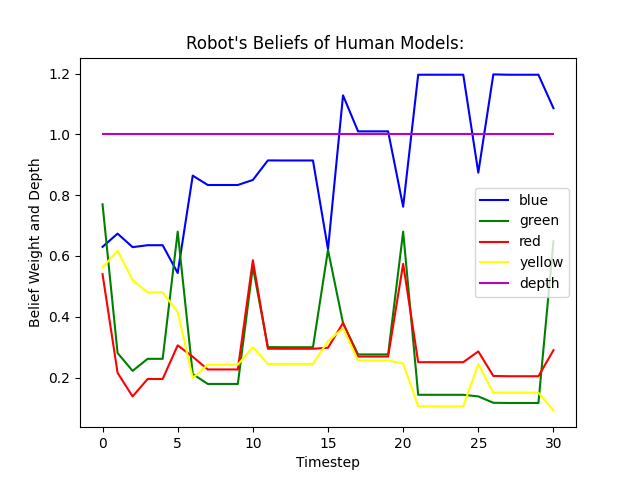 Robot's Beliefs of Human Models:
Belief Weight and Depth
1.2
1.0
0.8
0.6
0.4
0.2
0 5 10 15 20 25 30
Timestep
blue
green
red
yellow
depth